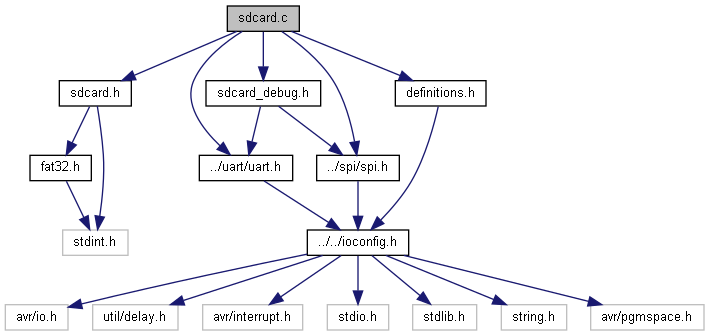 sdcard.c
sdcard.h
sdcard_debug.h
definitions.h
fat32.h
../uart/uart.h
../spi/spi.h
stdint.h
../../ioconfig.h
avr/io.h
util/delay.h
avr/interrupt.h
stdio.h
stdlib.h
string.h
avr/pgmspace.h